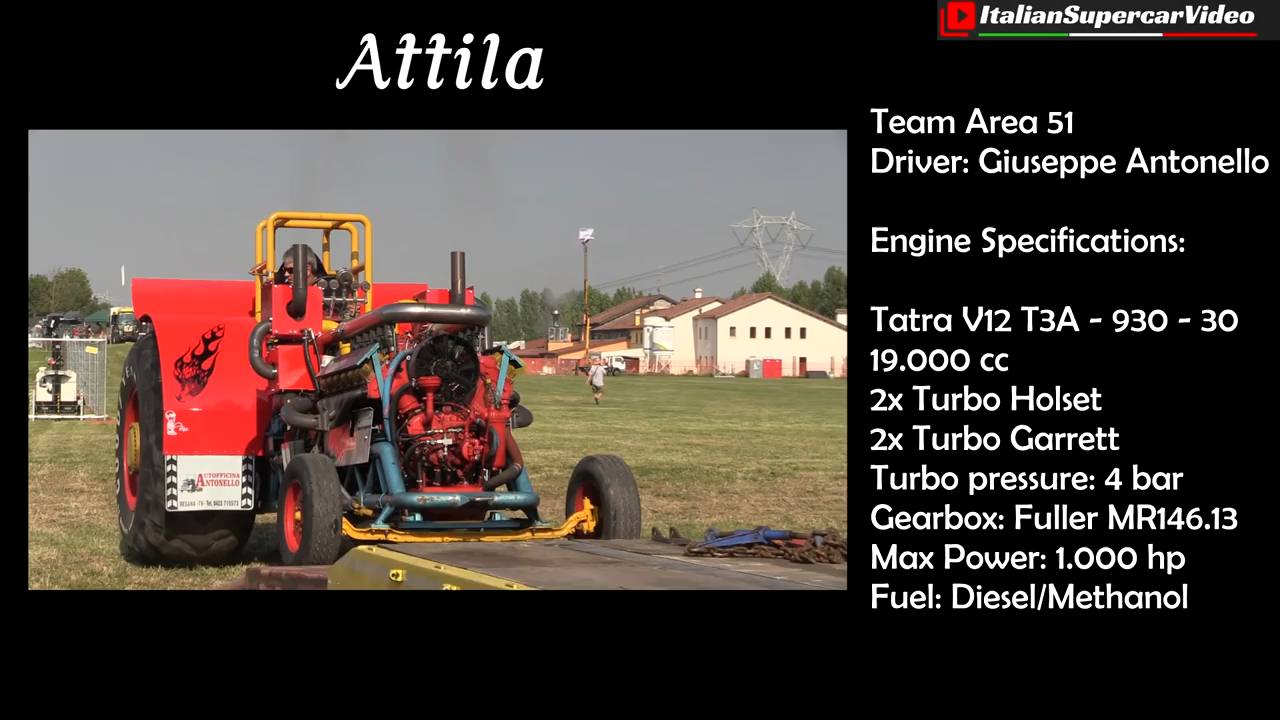 ItalianSupercarVideo
Attila
Team Area 51
Driver: Giuseppe Antonello
Engine Specifications:
Tatra V12 T3A - 930 - 30
19.000 cc
2x Turbo Holset
2x Turbo Garrett
Turbo pressure: 4 bar
Gearbox: Fuller MR146.13
Max Power: 1.000 hp
Fuel: Diesel/Methanol
AUTOFFICINA
ANTONELLO